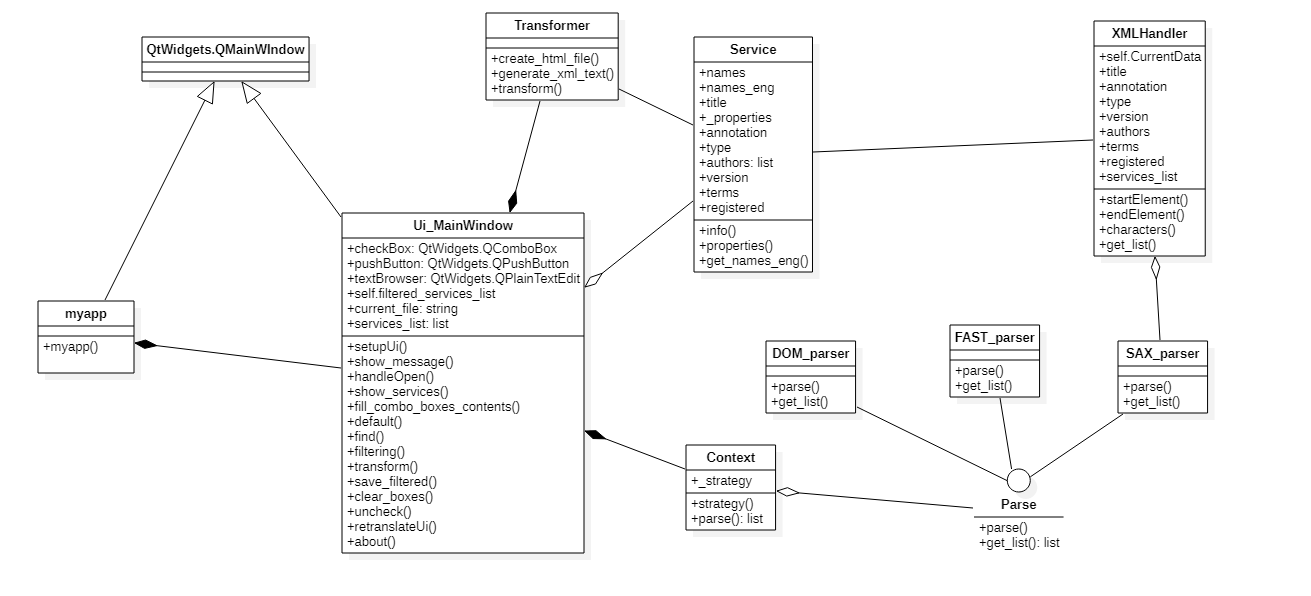 QtWidgets.QMainWIndow
Transformer
+create_html_file()
+generate_xml_text()
+transform()
Service
+names
+names_eng
+title
+_properties
+annotation
+type
+authors: list
+version
+terms
+registered
+info()
+properties()
+get_names_eng()
XMLHandler
+self.CurrentData
+title
+annotation
+type
+version
+authors
+terms
+registered
+services_list
+startElement()
+endElement()
+characters()
+get_list()
Ui_MainWindow
+checkBox: QtWidgets.QComboBox
+pushButton: QtWidgets.QPushButton
+textBrowser: QtWidgets.QPlainTextEdit
+self.filtered_services_list
+current_file: string
+services_list: list
+setupUi()
+show_message()
+handleOpen()
+show_services()
+fill_combo_boxes_contents()
+default()
+find()
+filtering()
+transform()
+save_filtered()
+clear_boxes()
+uncheck()
+retranslateUi()
+about()
myapp
+myapp()
DOM_parser
+parse()
+get_list()
FAST_parser
+parse()
+get_list()
SAX_parser
+parse()
+get_list()
Context
+_strategy
+strategy()
+parse(): list
Parse
+parse()
+get_list(): list